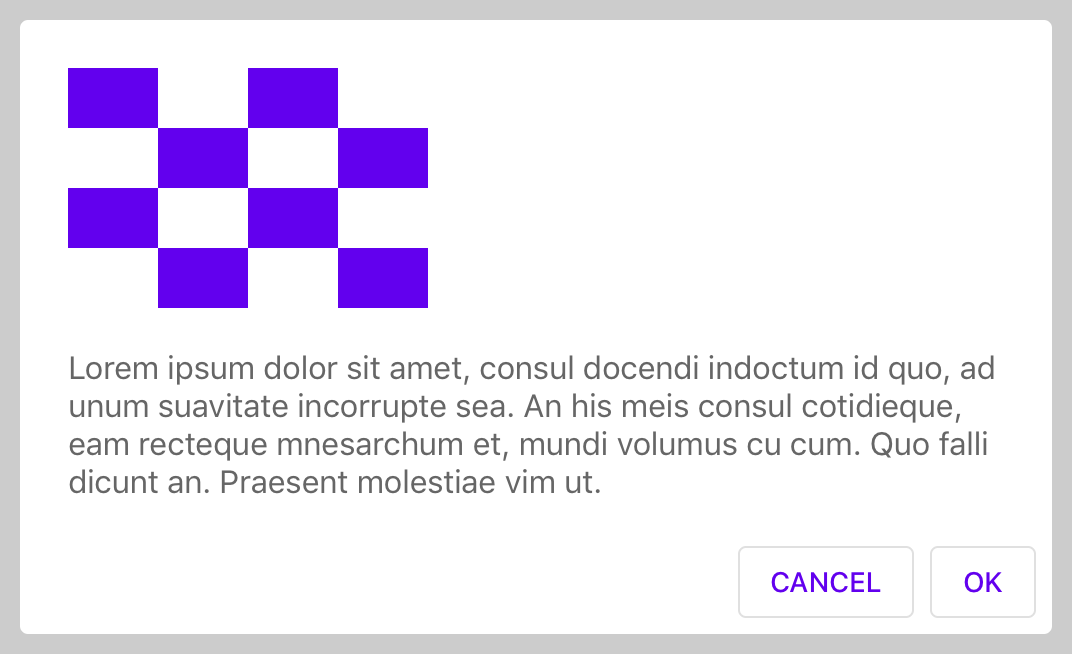 Lorem ipsum dolor sit amet, consul docendi indoctum id quo, ad
unum suavitate incorrupte sea. An his meis consul cotidieque,
eam recteque mnesarchum et, mundi volumus cu cum. Quo falli
dicunt an. Praesent molestiae vim ut.
CANCEL OK